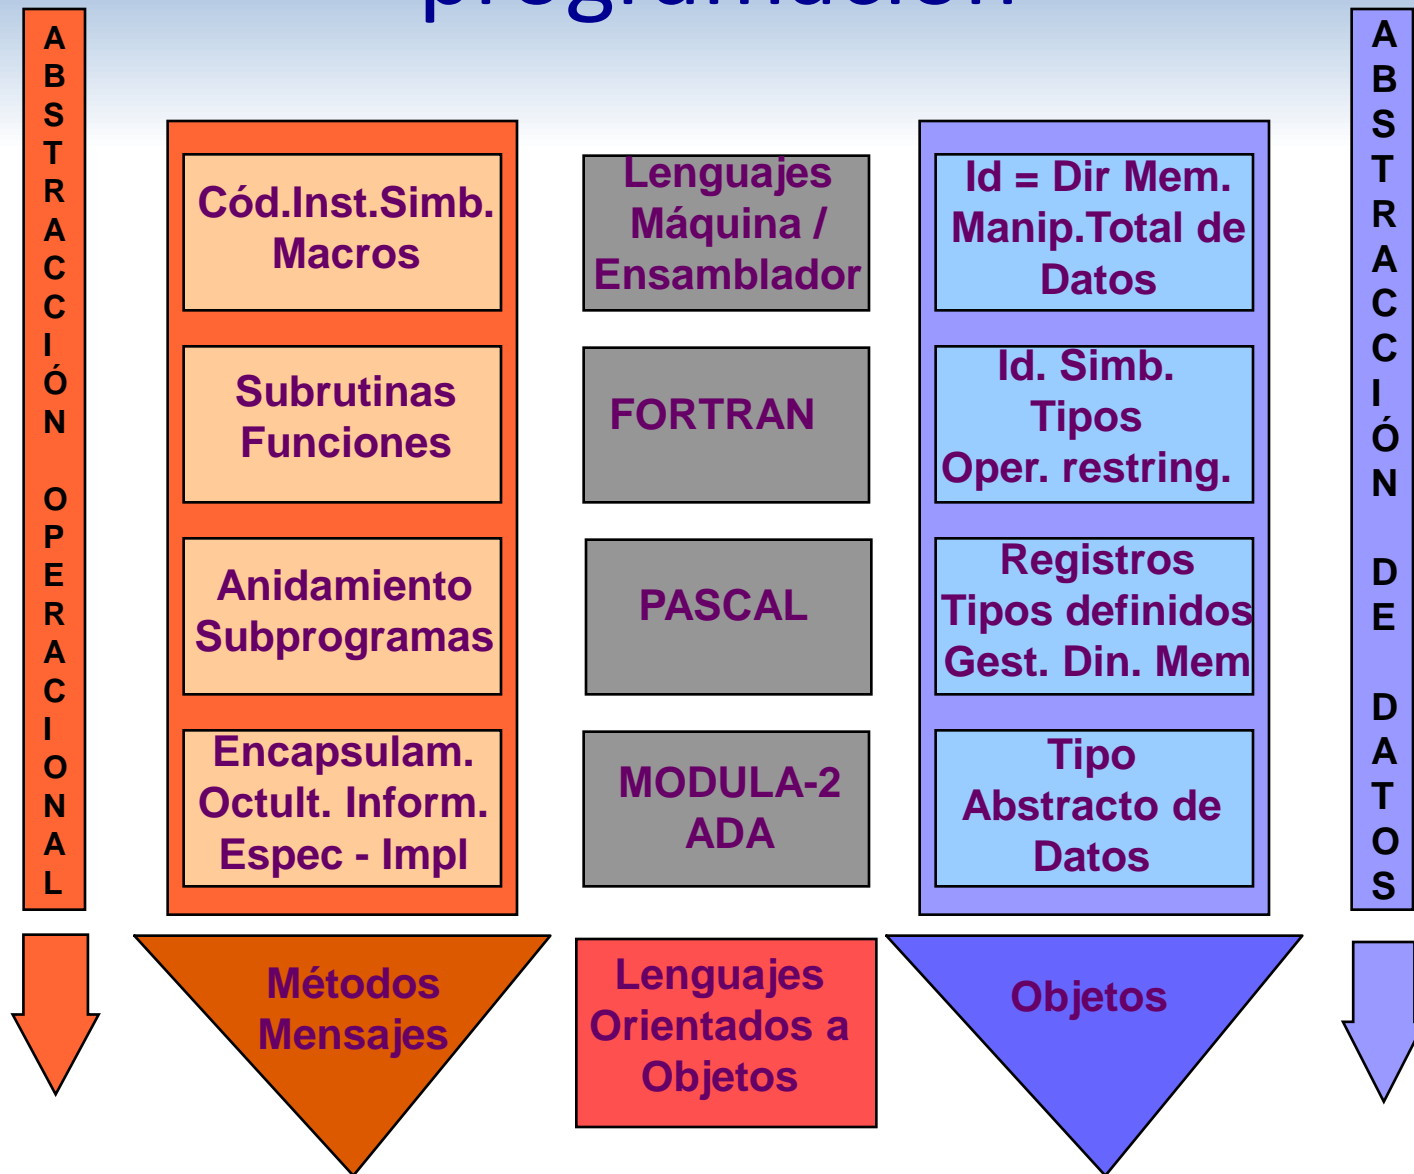 programación
ABSTRACCIÓN OPERACIONAL
Cód.Inst.Simb.
Macros
Subrutinas
Funciones
Anidamiento
Subprogramas
Encapsulam.
Octult. Inform.
Espec - Impl
Métodos
Mensajes
Lenguajes
Máquina /
Ensamblador
FORTRAN
PASCAL
MODULA-2
ADA
Lenguajes
Orientados a
Objetos
Id = Dir Mem.
Manip.Total de
Datos
Id. Simb.
Tipos
Oper. restring.
Registros
Tipos definidos
Gest. Din. Mem
Tipo
Abstracto de
Datos
Objetos
ABSTRACCIÓN DE DATOS